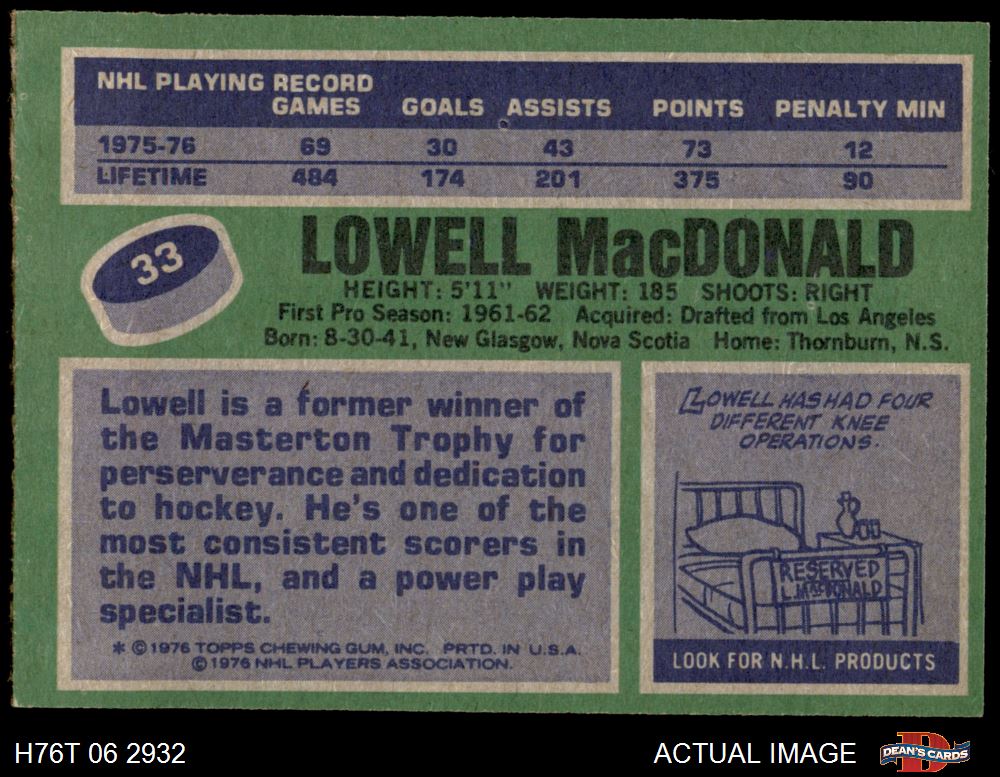 NHL PLAYING RECORD
GAMES GOALS ASSISTS POINTS PENALTY MIN
1975-76 69 30 43 73 12
LIFETIME 484 174 201 375 90
33
LOWELL MacDONALD
HEIGHT: 5'11" WEIGHT: 185 SHOOTS: RIGHT
First Pro Season: 1961-62 Acquired: Drafted from Los Angeles
Born: 8-30-41, New Glasgow, Nova Scotia Home: Thornburn, N.S.
Lowell is a former winner of
the Masterton Trophy for
perserverance and dedication
to hockey. He's one of the
most consistent scorers in
the NHL, and a power play
specialist.
* © 1976 TOPPS CHEWING GUM, INC. PRTD. IN U.S.A.
© 1976 NHL PLAYERS ASSOCIATION.
LOWELL HAS HAD FOUR
DIFFERENT KNEE
OPERATIONS.
RESERVED
L. MacDONALD
LOOK FOR N.H.L. PRODUCTS
H76T 06 2932 ACTUAL IMAGE DEAN'S CARDS